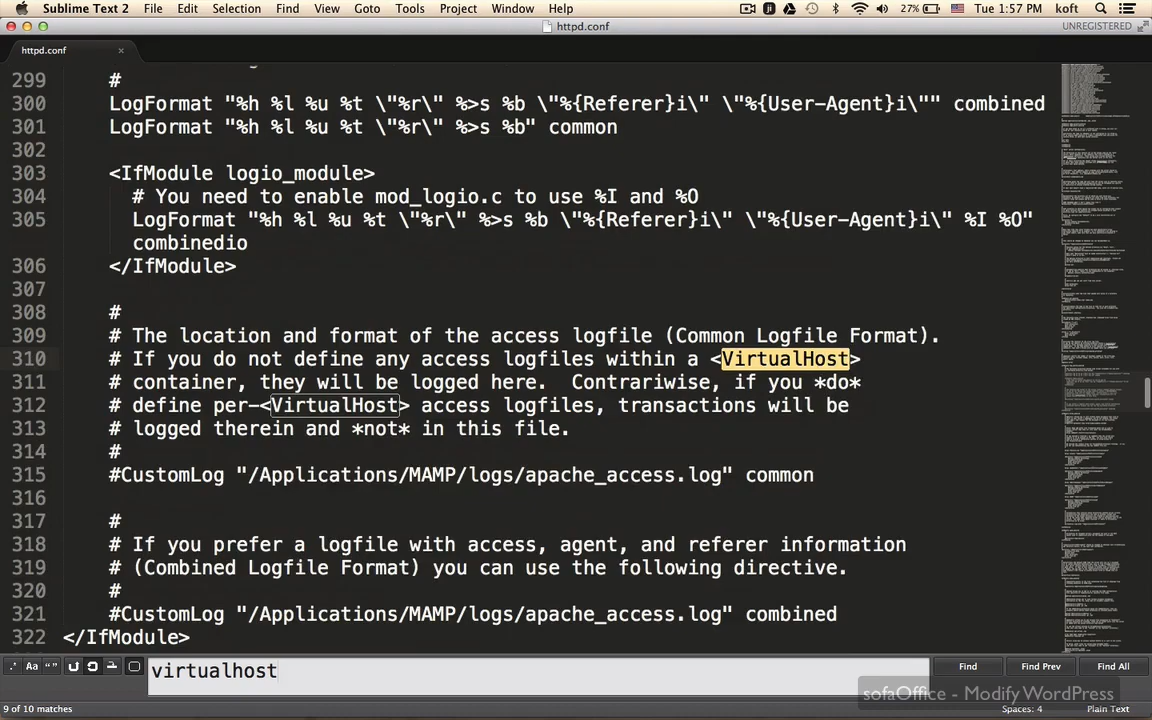 Sublime Text 2 File Edit Selection Find View Goto Tools Project Window Help 27% Tue 1:57 PM koft
httpd.conf UNREGISTERED
httpd.conf ×
299 #
300 LogFormat "%h %l %u %t \"%r\" %>s %b \"%{Referer}i\" \"%{User-Agent}i\"" combined
301 LogFormat "%h %l %u %t \"%r\" %>s %b" common
302
303 <IfModule logio_module>
304 # You need to enable mod_logio.c to use %I and %O
305 LogFormat "%h %l %u %t \"%r\" %>s %b \"%{Referer}i\" \"%{User-Agent}i\" %I %O"
combinedio
306 </IfModule>
307
308 #
309 # The location and format of the access logfile (Common Logfile Format).
310 # If you do not define any access logfiles within a <VirtualHost>
311 # container, they will be logged here.  Contrariwise, if you *do*
312 # define per-<VirtualHost> access logfiles, transactions will be
313 # logged therein and *not* in this file.
314 #
315 #CustomLog "/Applications/MAMP/logs/apache_access.log" common
316
317 #
318 # If you prefer a logfile with access, agent, and referer information
319 # (Combined Logfile Format) you can use the following directive.
320 #
321 #CustomLog "/Applications/MAMP/logs/apache_access.log" combined
322 </IfModule>
.* Aa “” virtualhost Find Find Prev Find All
sofaOffice - Modify WordPress
9 of 10 matches Spaces: 4 Plain Text